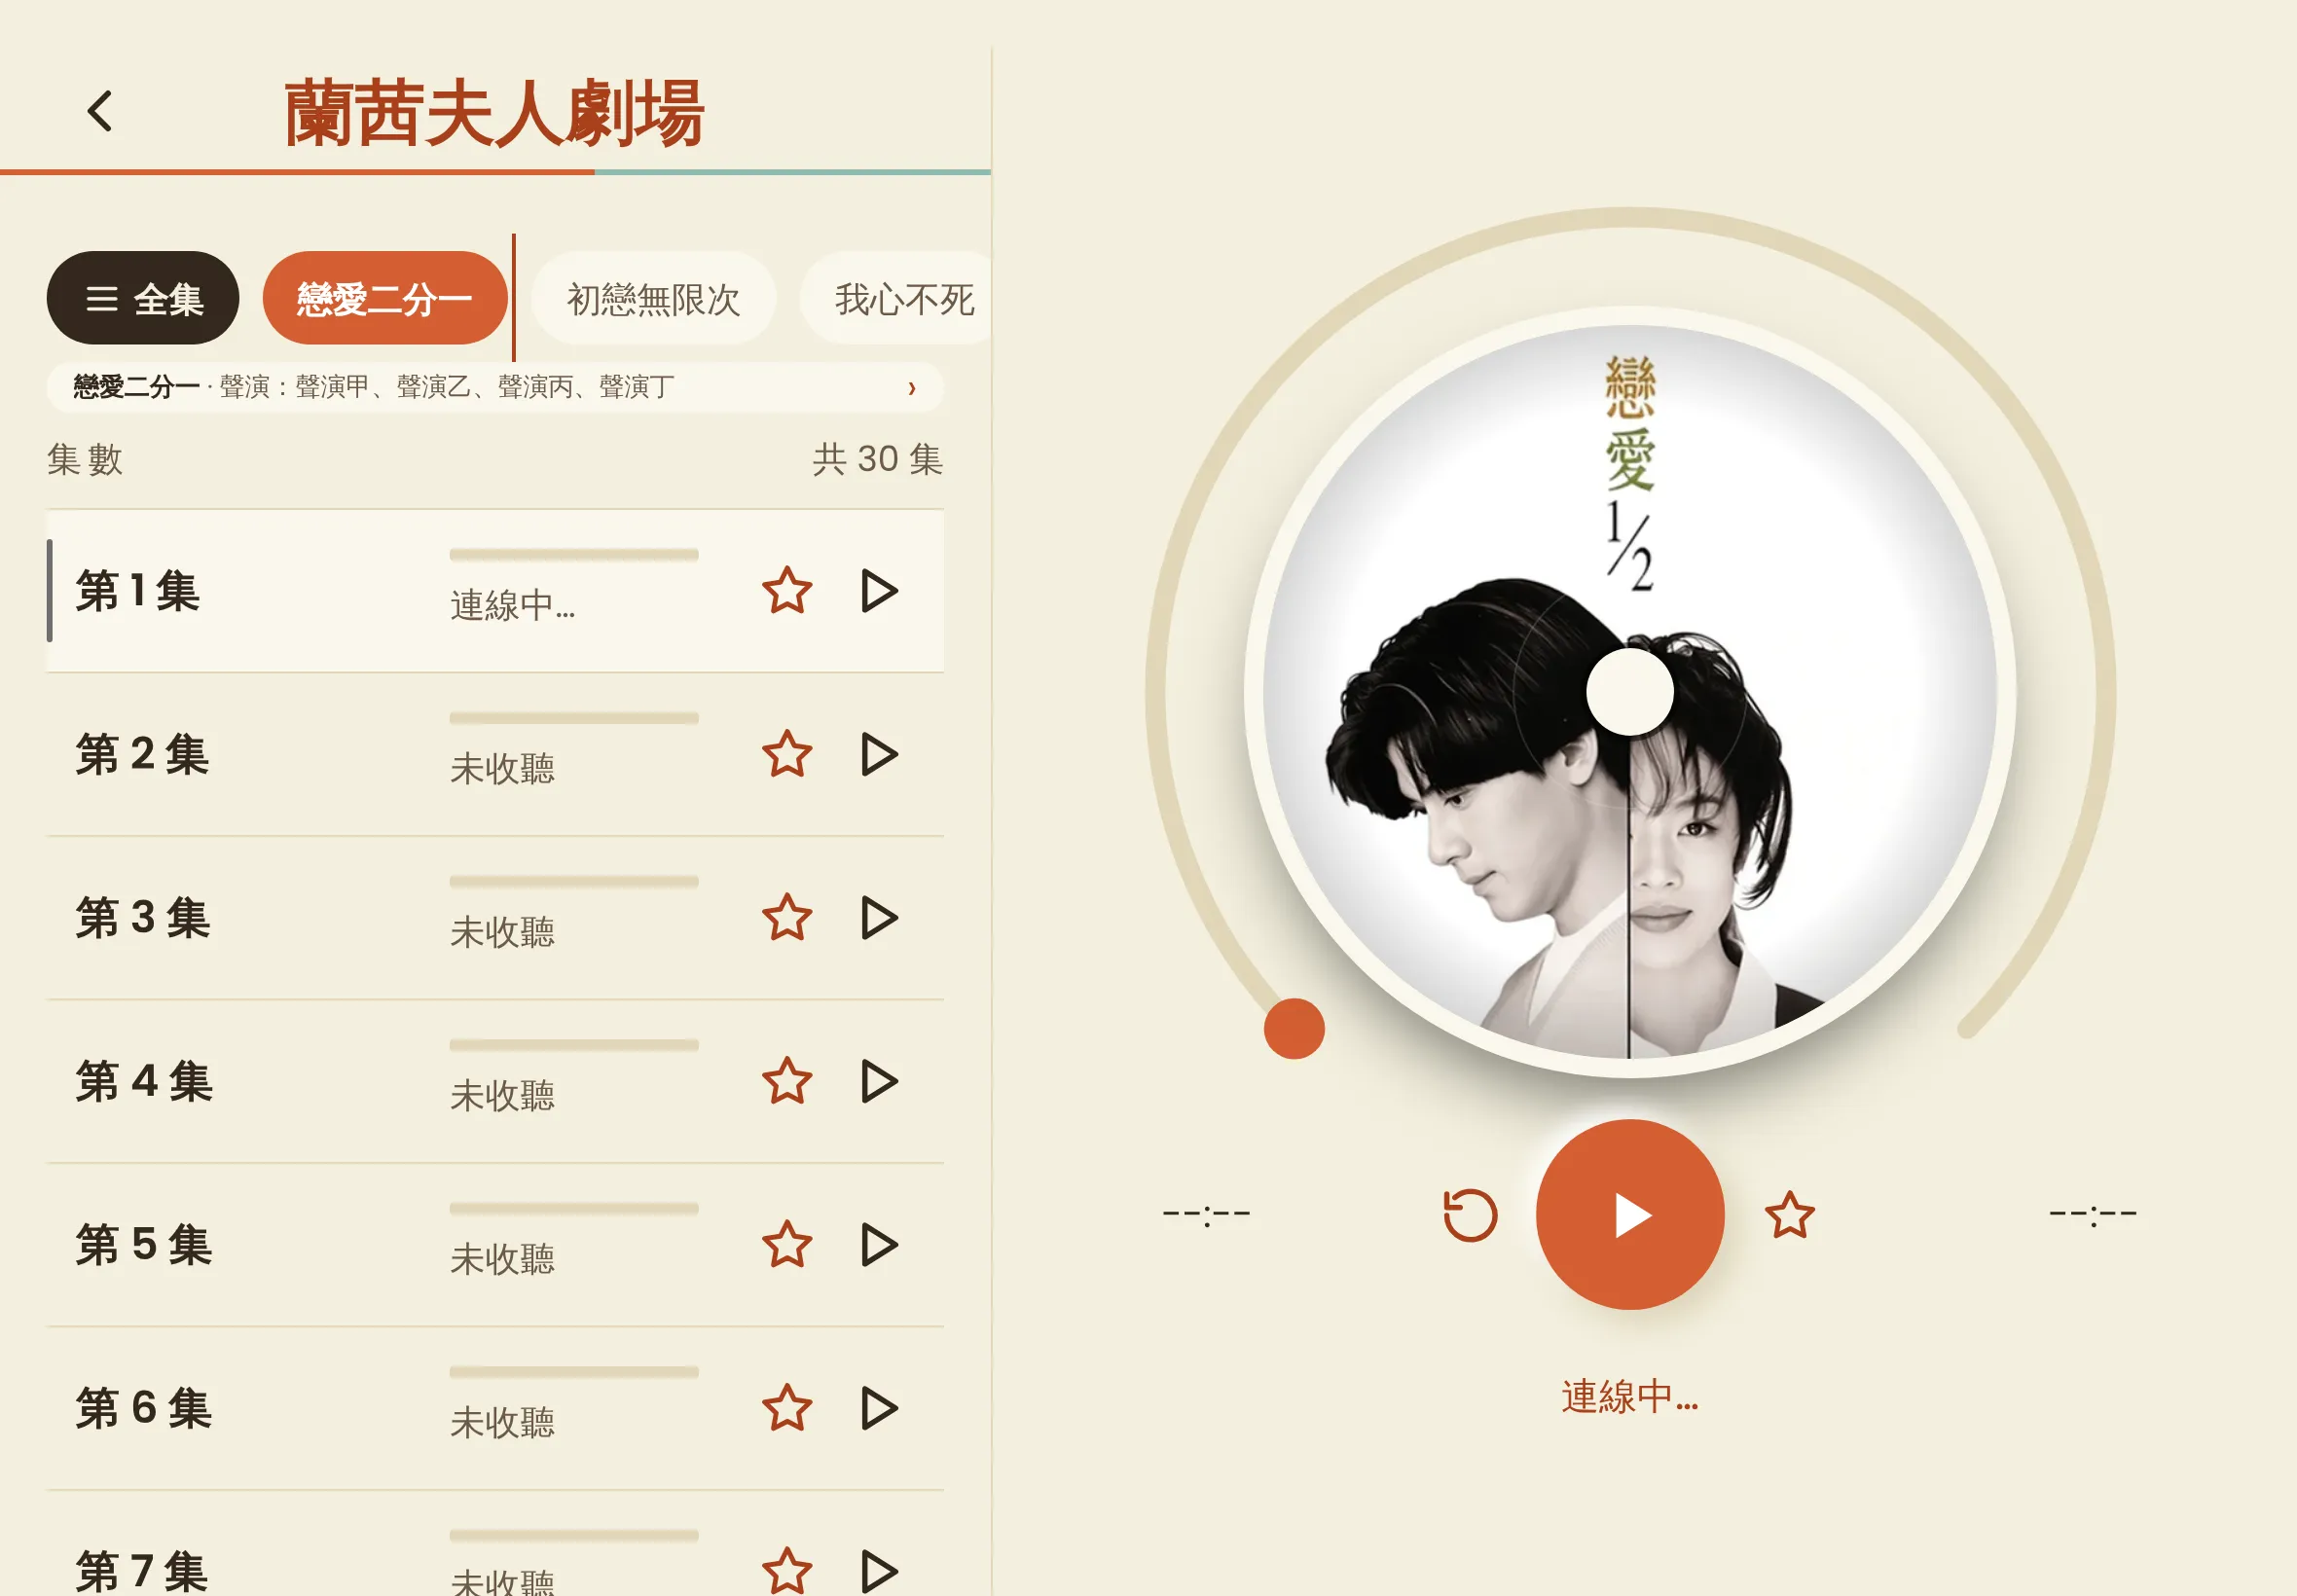 蘭茜夫人劇場
全集 戀愛二分一 初戀無限次 我心不死
戀愛二分一 · 聲演：聲演甲、聲演乙、聲演丙、聲演丁 ›
集數 共 30 集
第 1 集 連線中...
第 2 集 未收聽
第 3 集 未收聽
第 4 集 未收聽
第 5 集 未收聽
第 6 集 未收聽
第 7 集 未收聽
戀
愛
1/2
--:-- --:--
連線中...